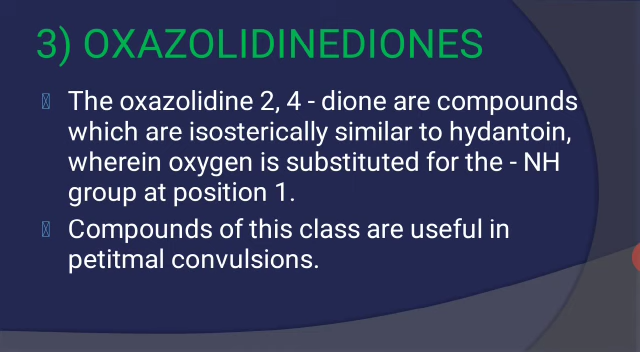 3) OXAZOLIDINEDIONES
The oxazolidine 2, 4 - dione are compounds
which are isosterically similar to hydantoin,
wherein oxygen is substituted for the - NH
group at position 1.
Compounds of this class are useful in
petitmal convulsions.